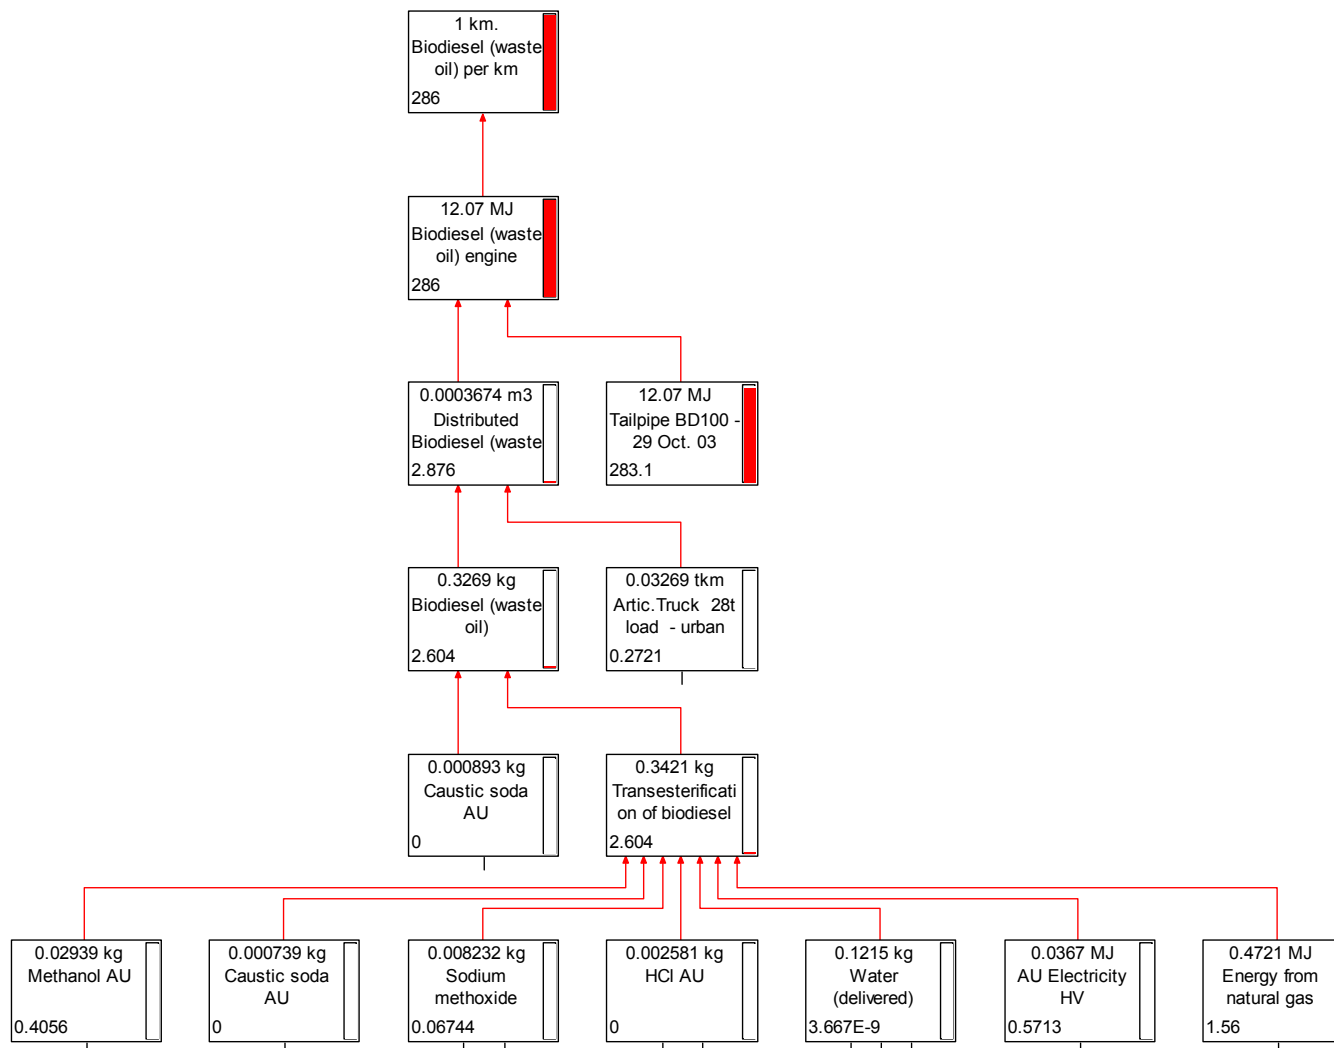 1 km.
Biodiesel (waste
oil) per km
286
12.07 MJ
Biodiesel (waste
oil) engine
286
0.0003674 m3
Distributed
Biodiesel (waste
2.876
12.07 MJ
Tailpipe BD100 -
29 Oct. 03
283.1
0.3269 kg
Biodiesel (waste
oil)
2.604
0.03269 tkm
Artic.Truck 28t
load - urban
0.2721
0.000893 kg
Caustic soda
AU
0
0.3421 kg
Transesterificati
on of biodiesel
2.604
0.02939 kg
Methanol AU
0.4056
0.000739 kg
Caustic soda
AU
0
0.008232 kg
Sodium
methoxide
0.06744
0.002581 kg
HCl AU
0
0.1215 kg
Water
(delivered)
3.667E-9
0.0367 MJ
AU Electricity
HV
0.5713
0.4721 MJ
Energy from
natural gas
1.56